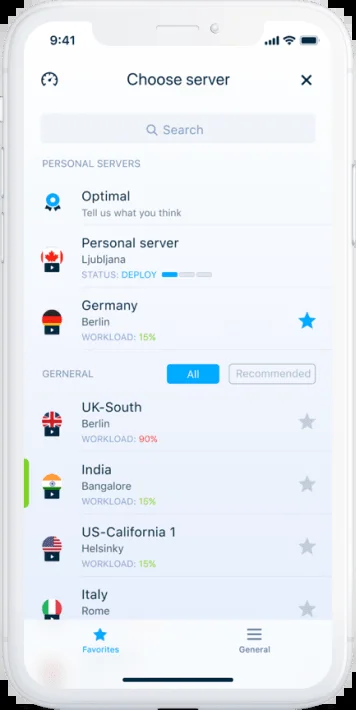 9:41
Choose server
Search
PERSONAL SERVERS
Optimal
Tell us what you think
Personal server
Ljubljana
STATUS: DEPLOY
Germany
Berlin
WORKLOAD: 15%
GERNERAL
All
Recommended
UK-South
Berlin
WORKLOAD: 90%
India
Bangalore
WORKLOAD: 15%
US-California 1
Helsinky
WORKLOAD: 15%
Italy
Rome
Favorites
General